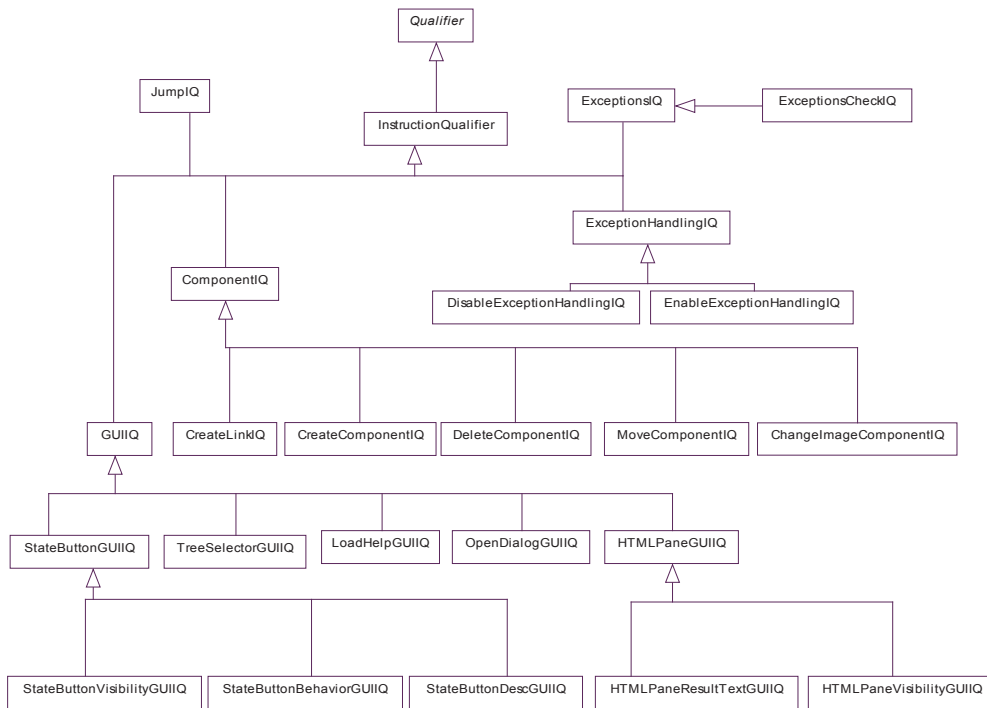 Qualifier
JumpIQ
ExceptionsIQ
ExceptionsCheckIQ
InstructionQualifier
ExceptionHandlingIQ
ComponentIQ
DisableExceptionHandlingIQ
EnableExceptionHandlingIQ
GUIIQ
CreateLinkIQ
CreateComponentIQ
DeleteComponentIQ
MoveComponentIQ
ChangeImageComponentIQ
StateButtonGUIIQ
TreeSelectorGUIIQ
LoadHelpGUIIQ
OpenDialogGUIIQ
HTMLPaneGUIIQ
StateButtonVisibilityGUIIQ
StateButtonBehaviorGUIIQ
StateButtonDescGUIIQ
HTMLPaneResultTextGUIIQ
HTMLPaneVisibilityGUIIQ